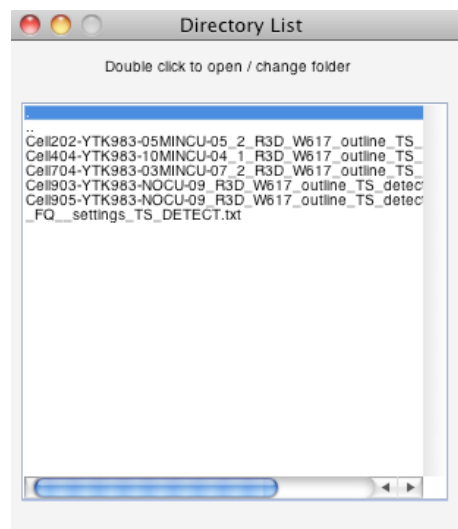 Directory List
Double click to open / change folder
.
..
Cell202-YTK983-05MINCU-05_2_R3D_W617_outline_TS_
Cell404-YTK983-10MINCU-04_1_R3D_W617_outline_TS_
Cell704-YTK983-03MINCU-07_2_R3D_W617_outline_TS_
Cell903-YTK983-NOCU-09_R3D_W617_outline_TS_detec
Cell905-YTK983-NOCU-09_R3D_W617_outline_TS_detec
_FQ__settings_TS_DETECT.txt